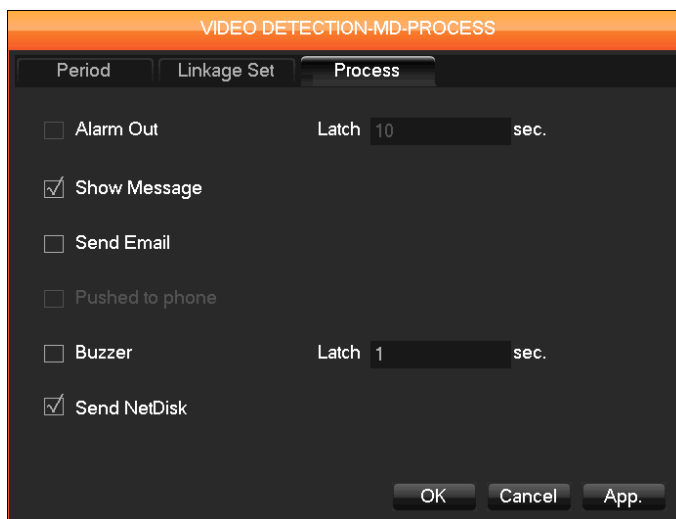 VIDEO DETECTION-MD-PROCESS
Period Linkage Set Process
Alarm Out Latch 10 sec.
Show Message
Send Email
Pushed to phone
Buzzer Latch 1 sec.
Send NetDisk
OK Cancel App.